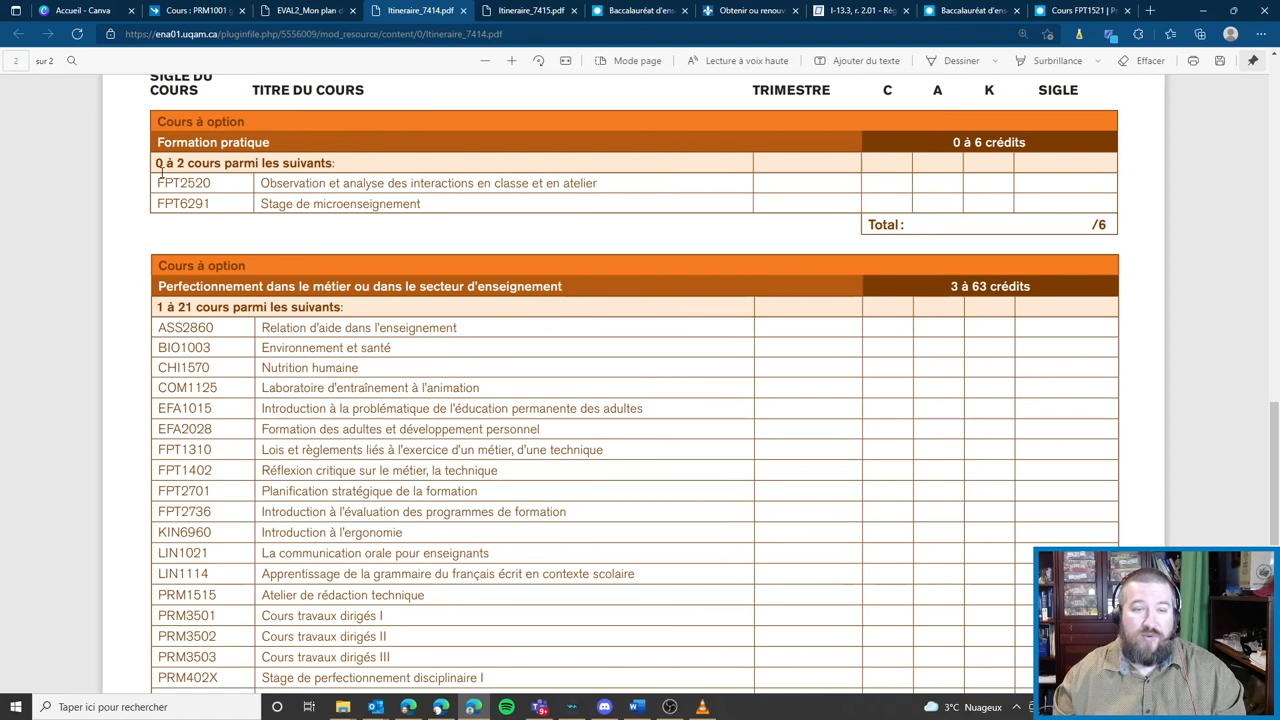 Accueil - Canva
Cours : PRM1001 g
EVAL2_Mon plan d
Itineraire_7414.pdf
Itineraire_7415.pdf
Baccalauréat d'ens
Obtenir ou renouv
I-13.3, r. 2.01 - Règ
Baccalauréat d'ens
Cours FPT1521 | P
https://ena01.uqam.ca/pluginfile.php/5556009/mod_resource/content/0/Itineraire_7414.pdf
2 sur 2
Mode page
Lecture à voix haute
Ajouter du texte
Dessiner
Surbrillance
Effacer
SIGLE DU
COURS TITRE DU COURS TRIMESTRE C A K SIGLE
Cours à option
Formation pratique 0 à 6 crédits
0 à 2 cours parmi les suivants:
FPT2520 Observation et analyse des interactions en classe et en atelier
FPT6291 Stage de microenseignement
Total : /6
Cours à option
Perfectionnement dans le métier ou dans le secteur d'enseignement 3 à 63 crédits
1 à 21 cours parmi les suivants:
ASS2860 Relation d'aide dans l'enseignement
BIO1003 Environnement et santé
CHI1570 Nutrition humaine
COM1125 Laboratoire d'entraînement à l'animation
EFA1015 Introduction à la problématique de l'éducation permanente des adultes
EFA2028 Formation des adultes et développement personnel
FPT1310 Lois et règlements liés à l'exercice d'un métier, d'une technique
FPT1402 Réflexion critique sur le métier, la technique
FPT2701 Planification stratégique de la formation
FPT2736 Introduction à l'évaluation des programmes de formation
KIN6960 Introduction à l'ergonomie
LIN1021 La communication orale pour enseignants
LIN1114 Apprentissage de la grammaire du français écrit en contexte scolaire
PRM1515 Atelier de rédaction technique
PRM3501 Cours travaux dirigés I
PRM3502 Cours travaux dirigés II
PRM3503 Cours travaux dirigés III
PRM402X Stage de perfectionnement disciplinaire I
Taper ici pour rechercher
3°C Nuageux